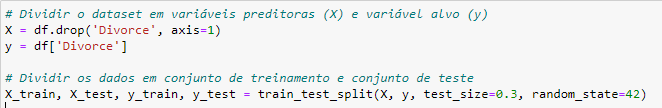 # Dividir o dataset em variáveis preditoras (X) e variável alvo (y)
X = df.drop('Divorce', axis=1)
y = df['Divorce']
# Dividir os dados em conjunto de treinamento e conjunto de teste
X_train, X_test, y_train, y_test = train_test_split(X, y, test_size=0.3, random_state=42)